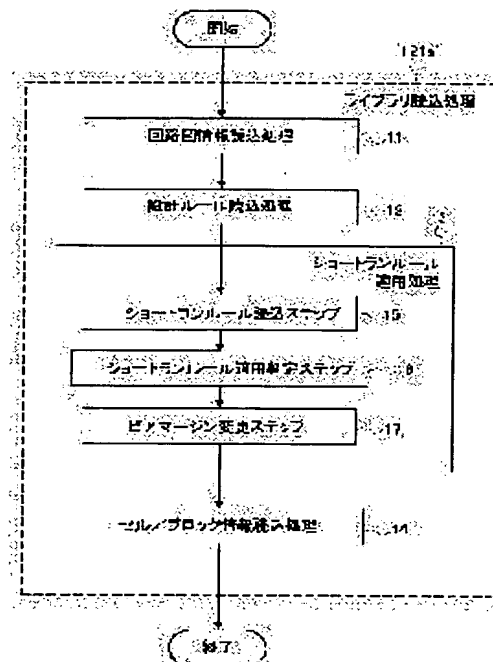 開始
121a
ライブラリ読込処理
回路図情報読込処理
11
設計ルール読込処理
12
ショートランルール
適用処理
ショートランルール読込ステップ
15
ショートランルール適用判定ステップ
ビアマージン変更ステップ
17
セル／ブロック情報読込処理
14
終了